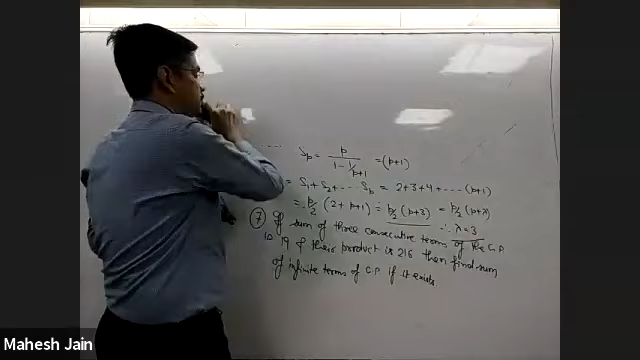 .... Sp = p / (1 - 1/p+1) = (p+1)
= S1 + S2 + ... Sp = 2+3+4+ .... (p+1)
= p/2 (2 + p+1) = p/2 (p+3) = p/2 (p+λ) ∴ λ = 3
⑦ If sum of three consecutive terms of the G.P
is 19 & their product is 216 then find sum
of infinite terms of G.P if it exists.
Mahesh Jain